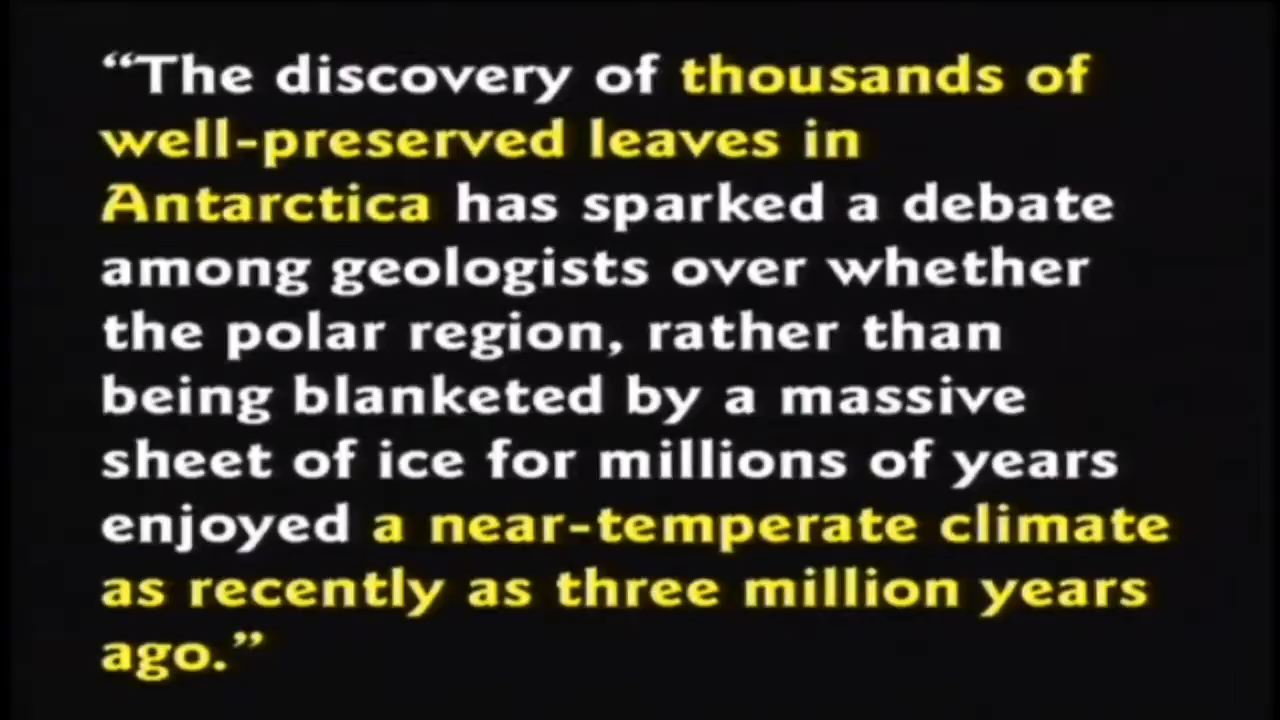 “The discovery of thousands of
well-preserved leaves in
Antarctica has sparked a debate
among geologists over whether
the polar region, rather than
being blanketed by a massive
sheet of ice for millions of years
enjoyed a near-temperate climate
as recently as three million years
ago.”